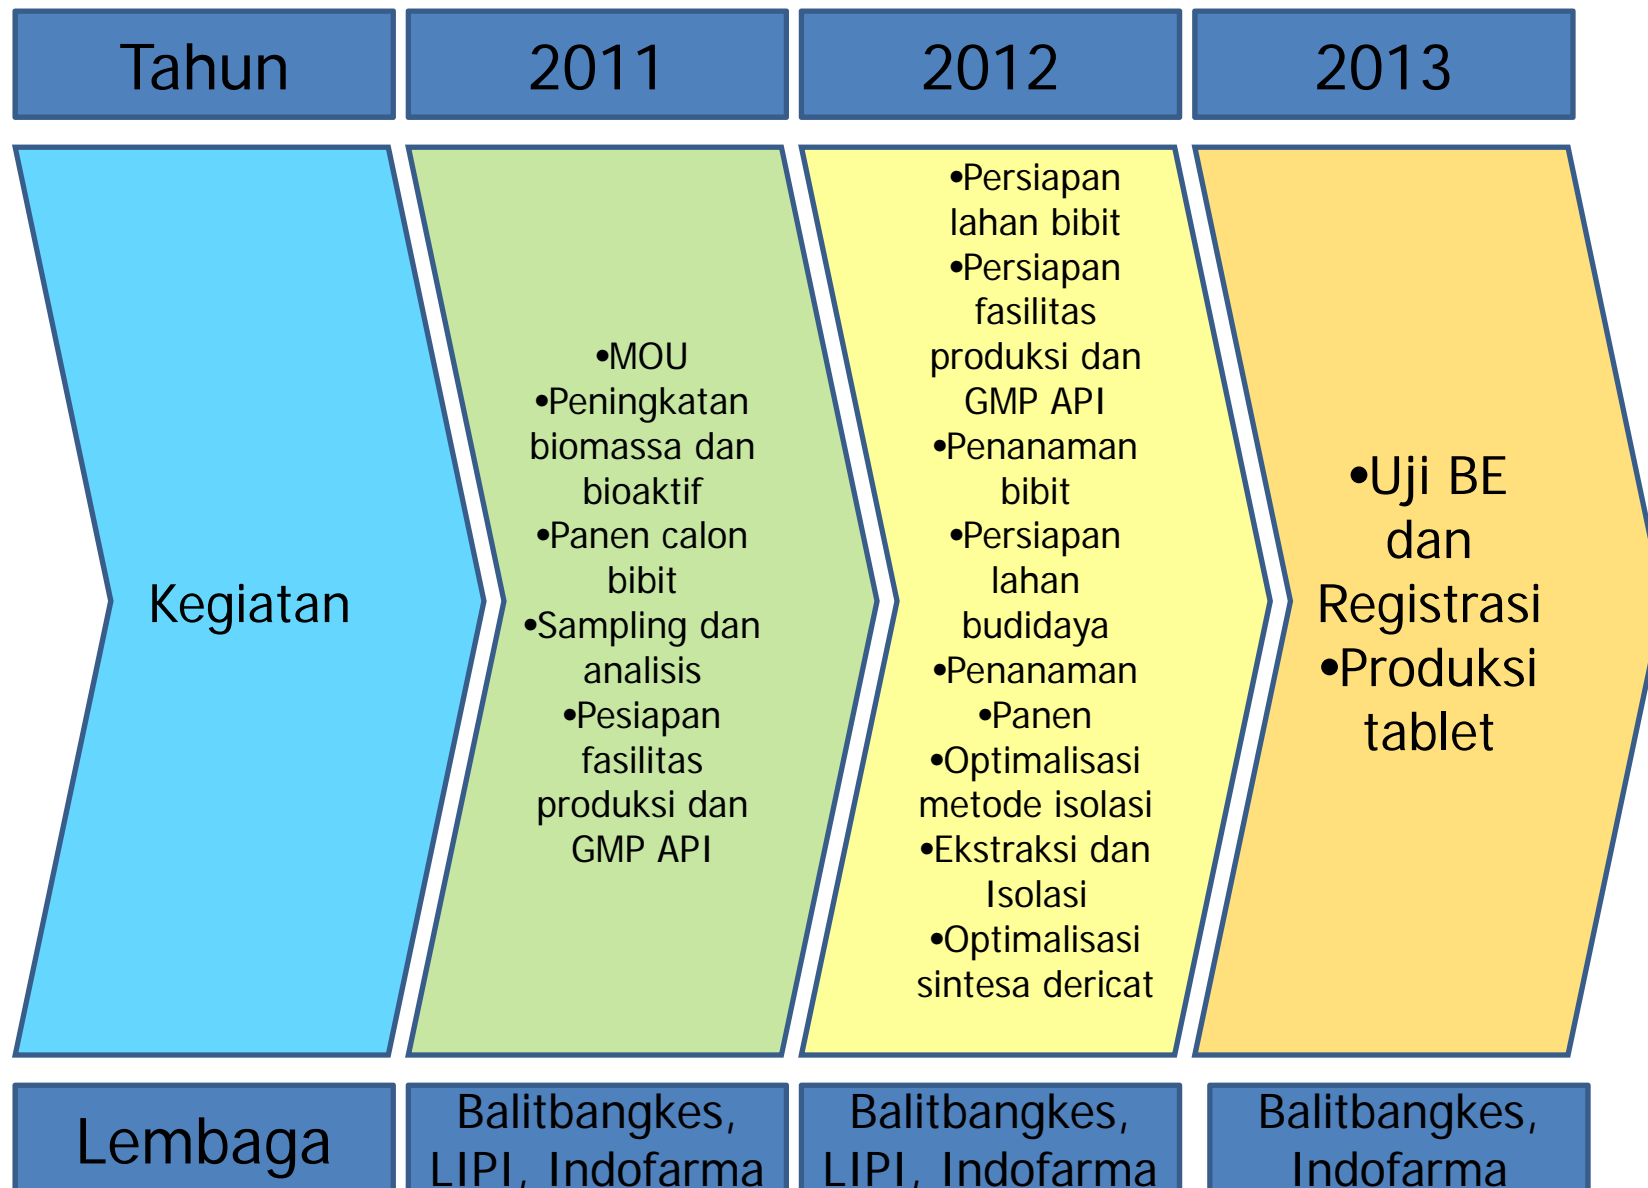 Tahun
2011
2012
2013
Kegiatan
•MOU
•Peningkatan
biomassa dan
bioaktif
•Panen calon
bibit
•Sampling dan
analisis
•Pesiapan
fasilitas
produksi dan
GMP API
•Persiapan
lahan bibit
•Persiapan
fasilitas
produksi dan
GMP API
•Penanaman
bibit
•Persiapan
lahan
budidaya
•Penanaman
•Panen
•Optimalisasi
metode isolasi
•Ekstraksi dan
Isolasi
•Optimalisasi
sintesa dericat
•Uji BE
dan
Registrasi
•Produksi
tablet
Lembaga
Balitbangkes,
LIPI, Indofarma
Balitbangkes,
LIPI, Indofarma
Balitbangkes,
Indofarma